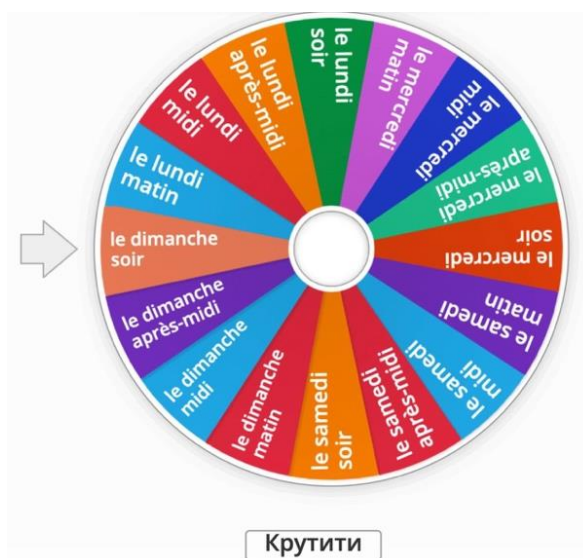 le lundi
matin
le lundi
midi
le lundi
après-midi
le lundi
soir
le mercredi
matin
le mercredi
midi
le mercredi
après-midi
le mercredi
soir
le samedi
matin
le samedi
midi
le samedi
après-midi
le samedi
soir
le dimanche
matin
le dimanche
midi
le dimanche
après-midi
le dimanche
soir
Крутити